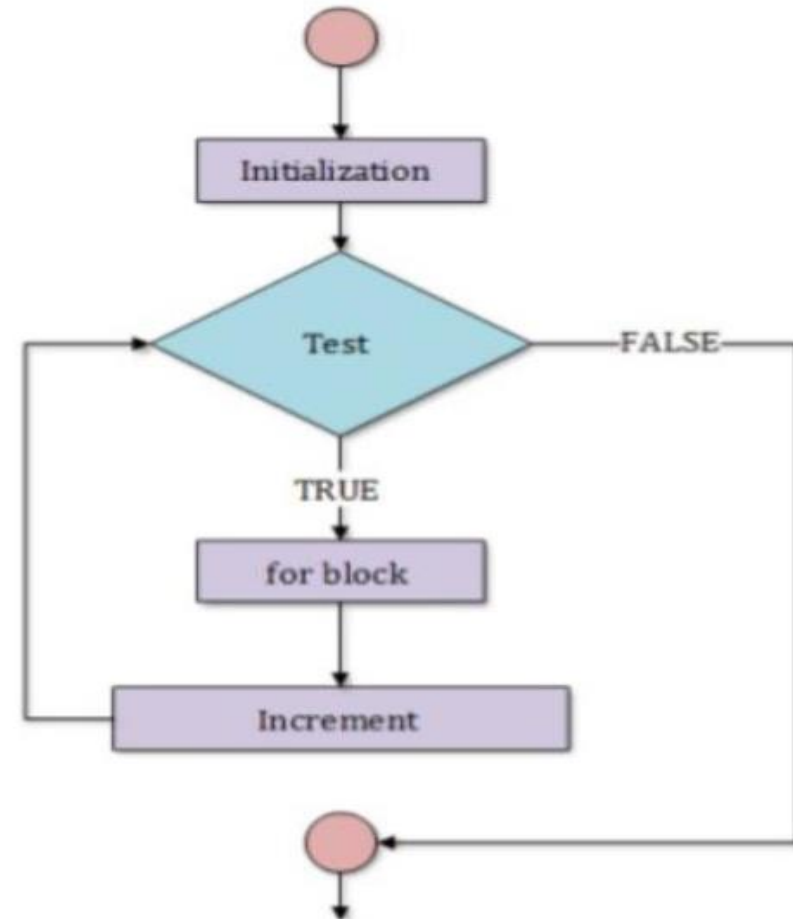 Initialization
Test
FALSE
TRUE
for block
Increment